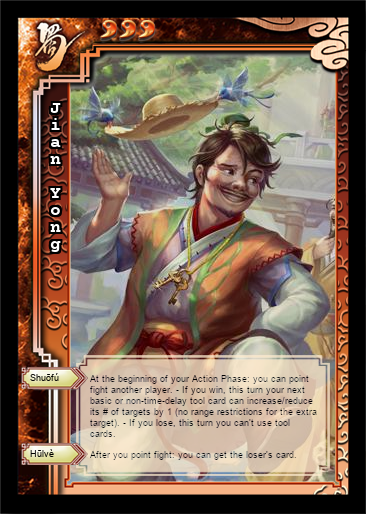 蜀
Jian Yong
Shuōfú
At the beginning of your Action Phase: you can point
fight another player. - If you win, this turn your next
basic or non-time-delay tool card can increase/reduce
its # of targets by 1 (no range restrictions for the extra
target). - If you lose, this turn you can't use tool
cards.
Hūlvè
After you point fight: you can get the loser's card.